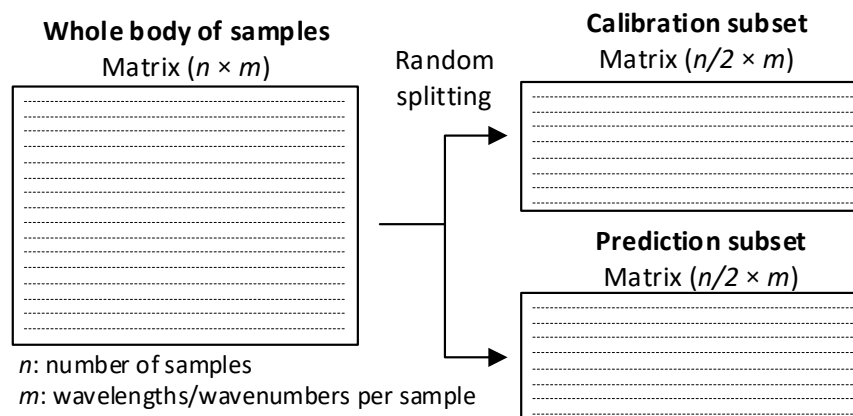 Whole body of samples
Matrix (n × m)
Random
splitting
Calibration subset
Matrix (n/2 × m)
Prediction subset
Matrix (n/2 × m)
n: number of samples
m: wavelengths/wavenumbers per sample